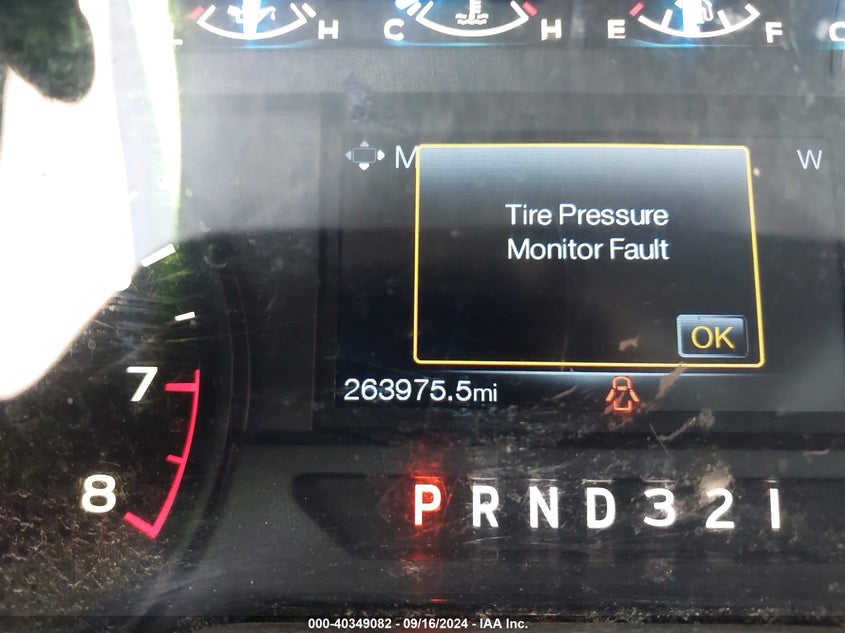 L H C H E F
M W
Tire Pressure
Monitor Fault
OK
263975.5mi
7
8
P R N D 3 2 1
000-40349082 - 09/16/2024 - IAA Inc.